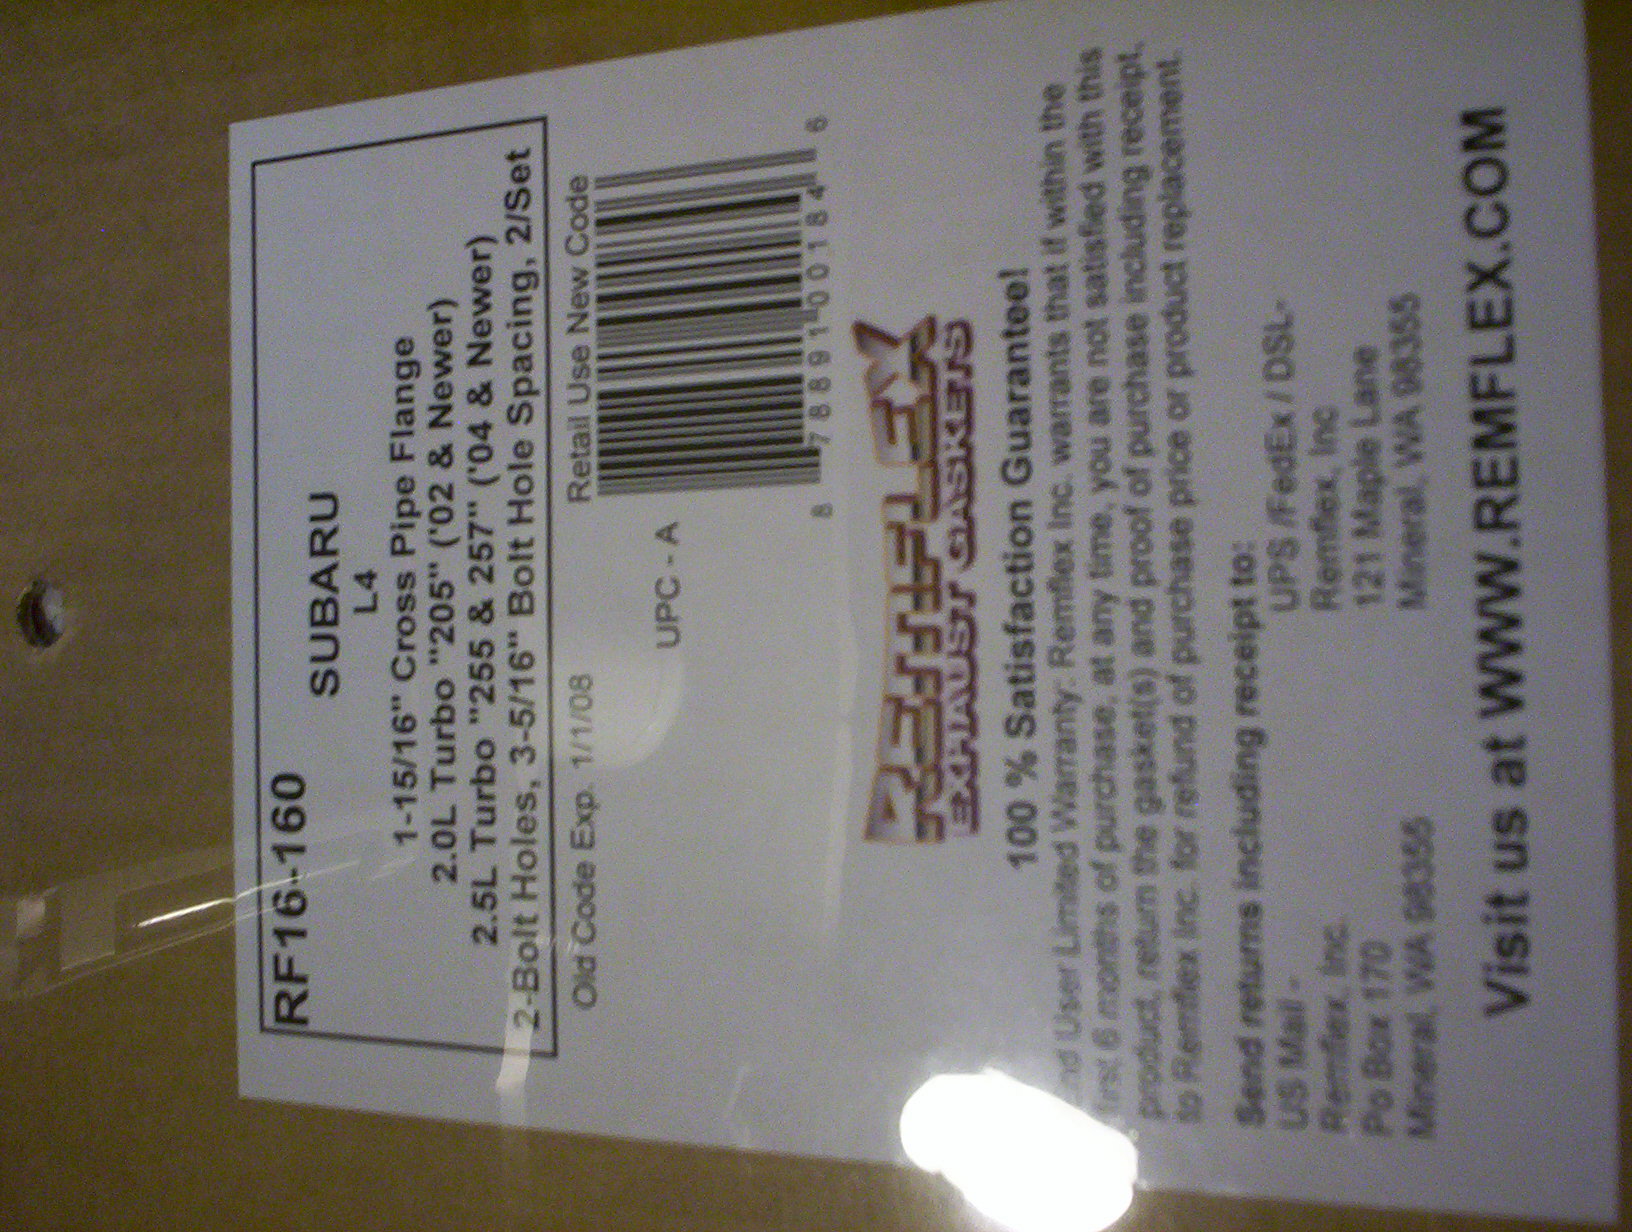 RF16-160
SUBARU
L4
1-15/16" Cross Pipe Flange
2.0L Turbo "205" ('02 & Newer)
2.5L Turbo "255 & 257" ('04 & Newer)
2-Bolt Holes, 3-5/16" Bolt Hole Spacing, 2/Set
Old Code Exp. 1/1/08 Retail Use New Code
UPC - A
8 78891 00184 6
REMFLEX
EXHAUST GASKETS
100 % Satisfaction Guarantee!
End User Limited Warranty: Remflex Inc. warrants that if within the
first 6 months of purchase, at any time, you are not satisfied with this
product, return the gasket(s) and proof of purchase including receipt,
to Remflex Inc. for refund of purchase price or product replacement.
Send returns including receipt to:
US Mail - UPS /FedEx / DSL-
Remflex, Inc. Remflex, Inc
Po Box 170 121 Maple Lane
Mineral, WA 98355 Mineral, WA 98355
Visit us at WWW.REMFLEX.COM